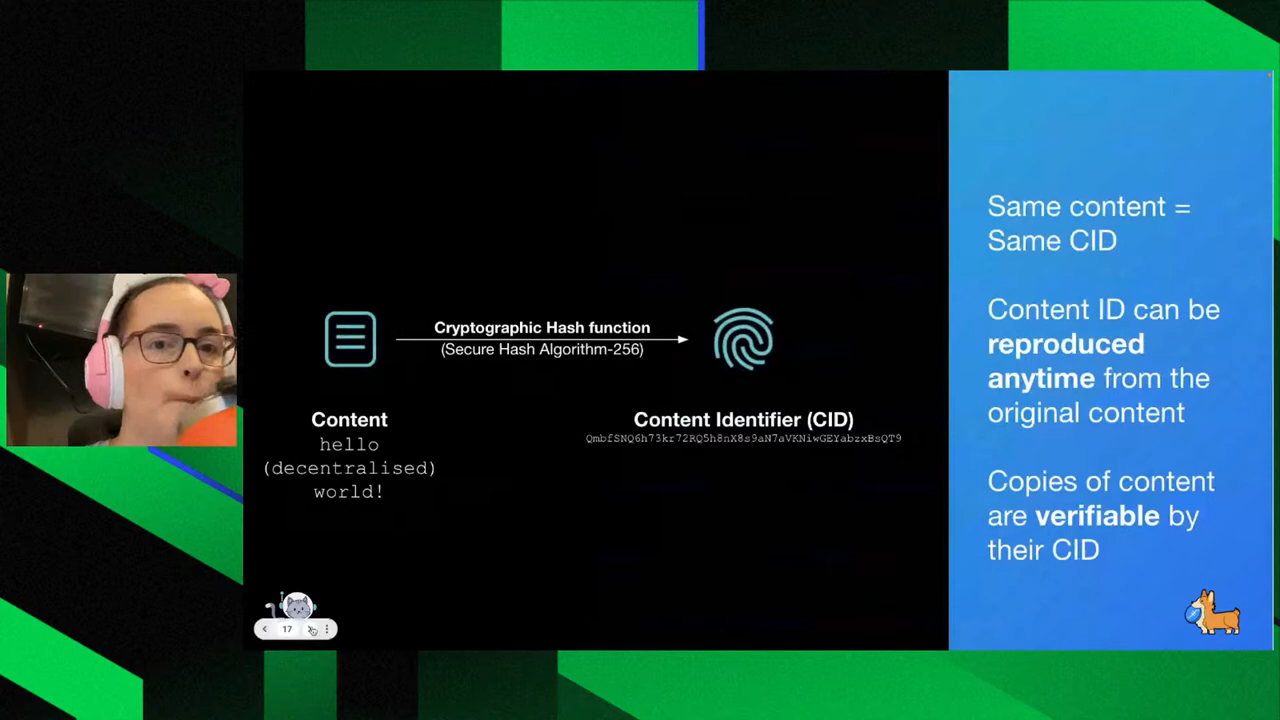 Cryptographic Hash function
(Secure Hash Algorithm-256)
Content
hello
(decentralised)
world!
Content Identifier (CID)
QmbfSNQ6h73kr72RQ5h8nX8s9aN7aVKNiwGEYabzxBsQT9
Same content =
Same CID
Content ID can be
reproduced
anytime from the
original content
Copies of content
are verifiable by
their CID
17